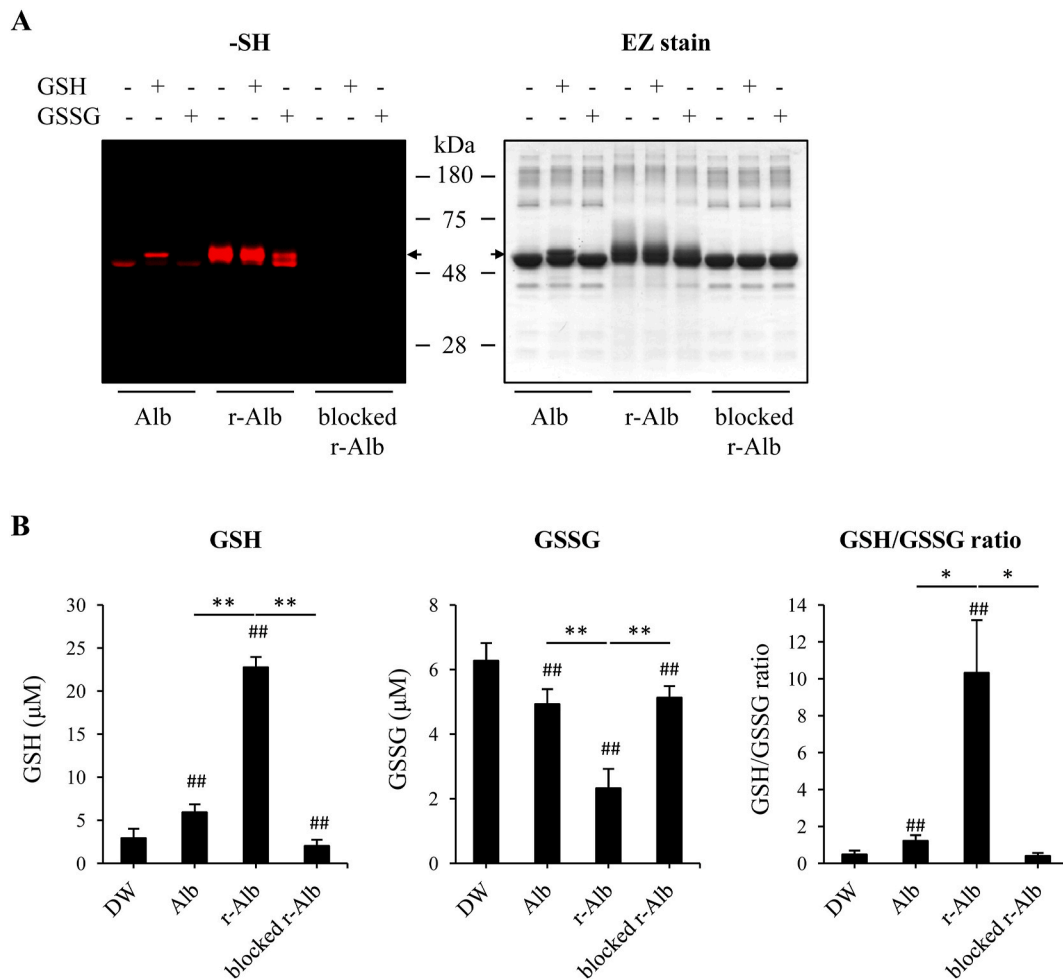 A
-SH
EZ stain
GSH - + - - + - - + - - + - - + - - + -
GSSG - - + - - + - - + - - + - - + - - +
kDa
– 180 –
– 75 –
– 48 –
– 28 –
Alb r-Alb blocked r-Alb
Alb r-Alb blocked r-Alb
B
GSH
GSH (µM)
30
25
20
15
10
5
0
** **
## ## ##
DW Alb r-Alb blocked r-Alb
GSSG
GSSG (µM)
8
6
4
2
0
** **
## ## ##
DW Alb r-Alb blocked r-Alb
GSH/GSSG ratio
GSH/GSSG ratio
14
12
10
8
6
4
2
0
* *
## ##
DW Alb r-Alb blocked r-Alb